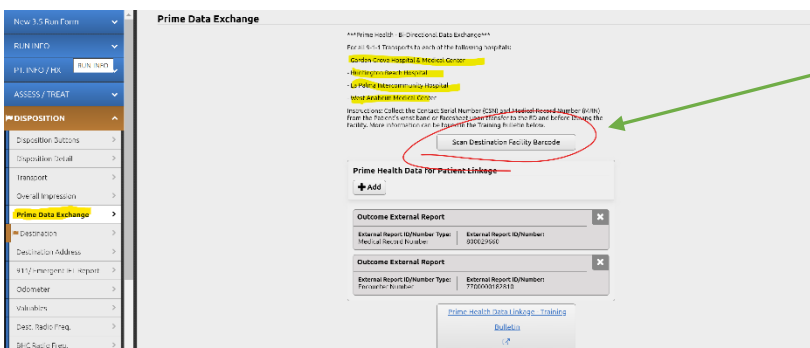 Prime Data Exchange
New 3.5 Run Form
RUN INFO
PT. INFO / HX
RUN INFO
ASSESS / TREAT
DISPOSITION
Disposition Buttons
Disposition Detail
Transport
Overall Impression
Prime Data Exchange
Destination
Destination Address
911/ Emergent IFT Report
Odometer
Valuables
Dest. Radio Freq.
BHC Radio Freq.
***Prime Health - Bi-Directional Data Exchange***
For all 9-1-1 Transports to each of the following hospitals:
- Garden Grove Hospital & Medical Center
- Huntington Beach Hospital
- La Palma Intercommunity Hospital
- West Anaheim Medical Center
Instructions: Collect the Contact Serial Number (CSN) and Medical Record Number (MRN)
from the Patient's wrist band or Facesheet upon transfer to the ED and before leaving the
facility. More information can be found in the Training Bulletin below.
Scan Destination Facility Barcode
Prime Health Data for Patient Linkage
Add
Outcome External Report
External Report ID/Number Type:
Medical Record Number
External Report ID/Number:
Outcome External Report
External Report ID/Number Type:
Encounter Number
External Report ID/Number:
7700000182810
Prime Health Data Linkage, Training
Bulletin